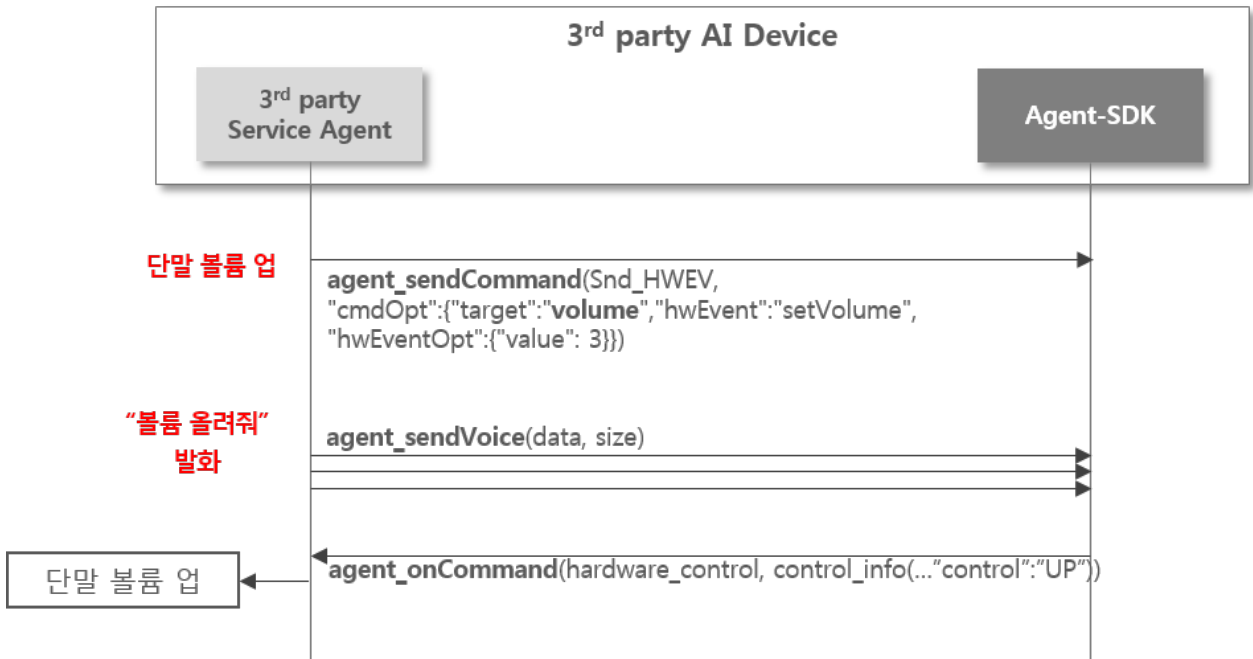 3rd party AI Device
3rd party
Service Agent
Agent-SDK
단말 볼륨 업
agent_sendCommand(Snd_HWEV,
"cmdOpt":{"target":"volume","hwEvent":"setVolume",
"hwEventOpt":{"value": 3}})
“볼륨 올려줘”
발화
agent_sendVoice(data, size)
agent_onCommand(hardware_control, control_info(…”control”:”UP”))
단말 볼륨 업